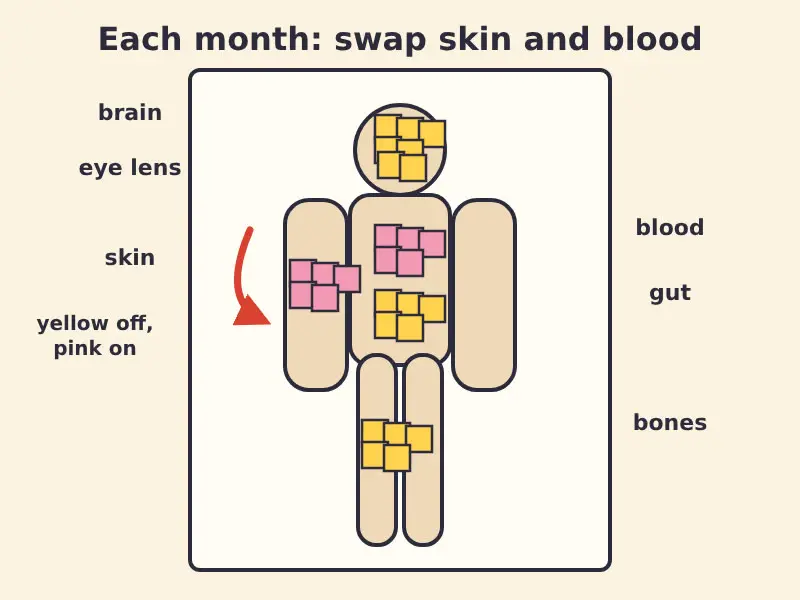 Each month: swap skin and blood
brain
eye lens
skin
yellow off,
pink on
blood
gut
bones